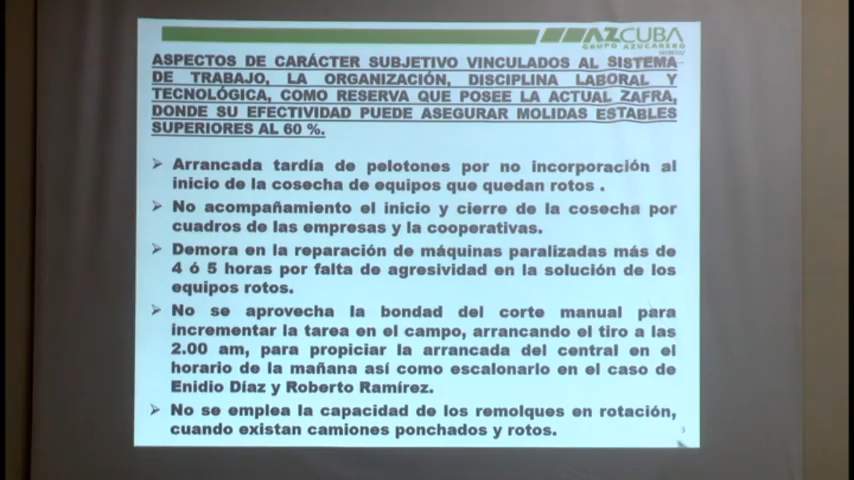 AZCUBA
GRUPO AZUCARERO
ASPECTOS DE CARÁCTER SUBJETIVO VINCULADOS AL SISTEMA
DE TRABAJO, LA ORGANIZACIÓN, DISCIPLINA LABORAL Y
TECNOLÓGICA, COMO RESERVA QUE POSEE LA ACTUAL ZAFRA,
DONDE SU EFECTIVIDAD PUEDE ASEGURAR MOLIDAS ESTABLES
SUPERIORES AL 60 %.
➢ Arrancada tardía de pelotones por no incorporación al
inicio de la cosecha de equipos que quedan rotos .
➢ No acompañamiento el inicio y cierre de la cosecha por
cuadros de las empresas y la cooperativas.
➢ Demora en la reparación de máquinas paralizadas más de
4 ó 5 horas por falta de agresividad en la solución de los
equipos rotos.
➢ No se aprovecha la bondad del corte manual para
incrementar la tarea en el campo, arrancando el tiro a las
2.00 am, para propiciar la arrancada del central en el
horario de la mañana así como escalonarlo en el caso de
Enidio Díaz y Roberto Ramírez.
➢ No se emplea la capacidad de los remolques en rotación,
cuando existan camiones ponchados y rotos.